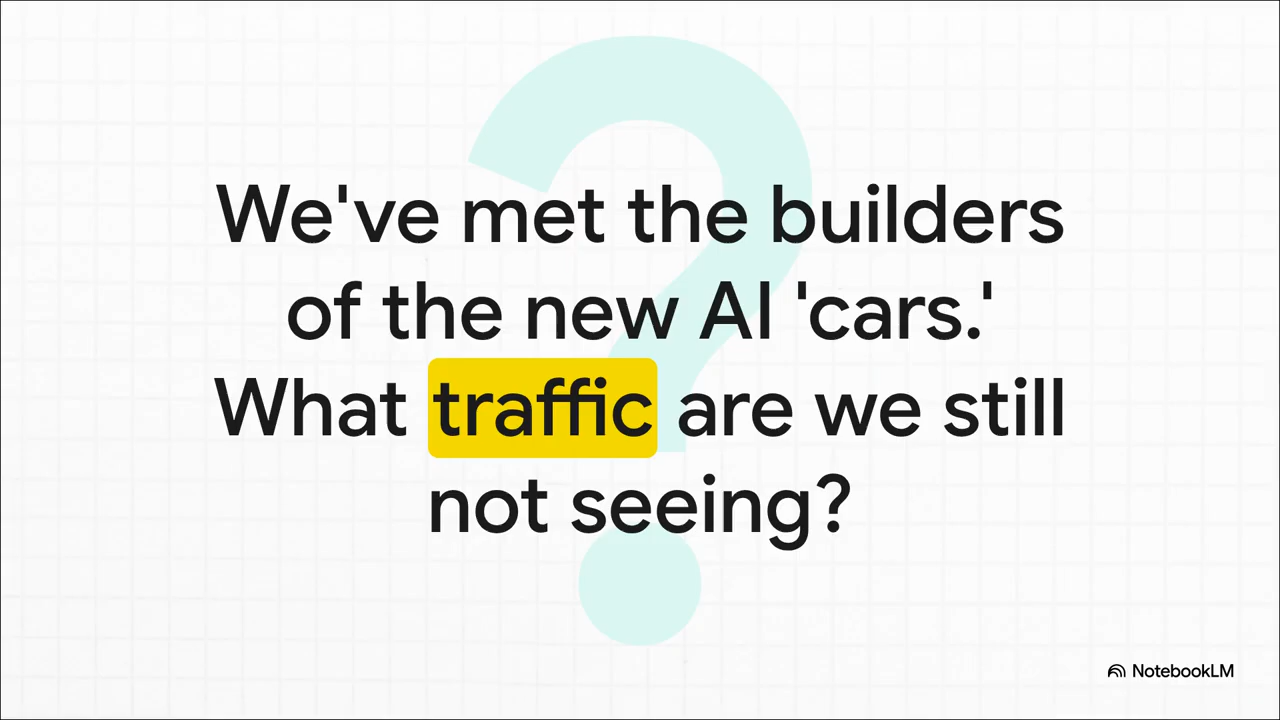 We've met the builders
of the new AI 'cars.'
What traffic are we still
not seeing?
NotebookLM